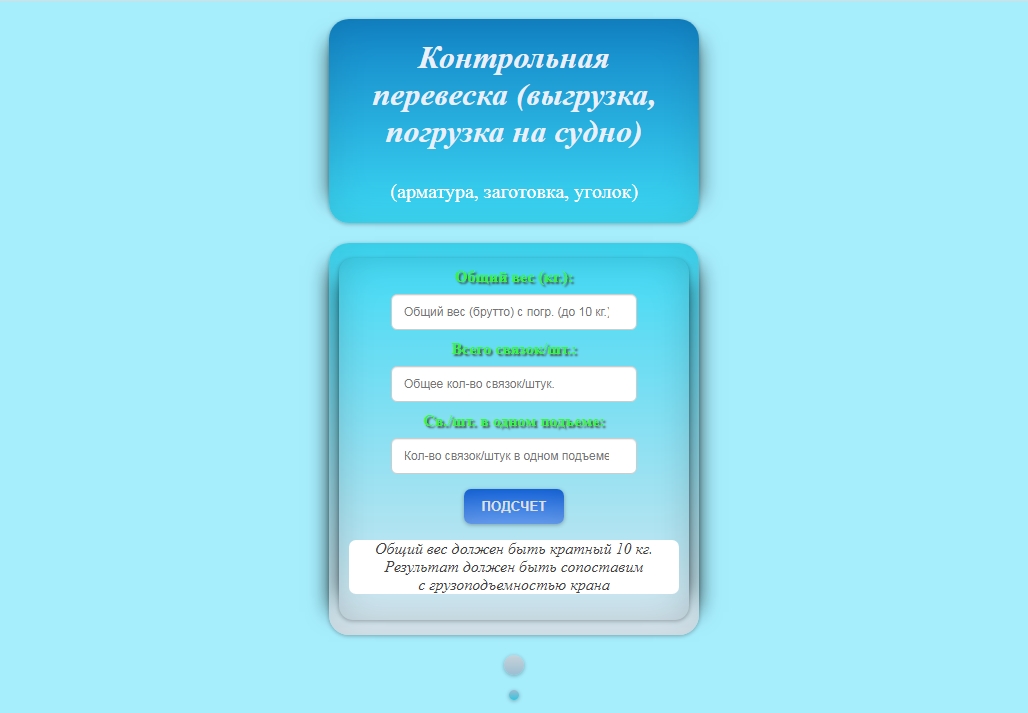 Контрольная
перевеска (выгрузка,
погрузка на судно)
(арматура, заготовка, уголок)
Общий вес (кг.):
Общий вес (брутто) с погр. (до 10 кг.)
Всего связок/шт.:
Общее кол-во связок/штук.
Св./шт. в одном подъеме:
Кол-во связок/штук в одном подъеме
ПОДСЧЕТ
Общий вес должен быть кратный 10 кг.
Результат должен быть сопоставим
с грузоподъемностью крана